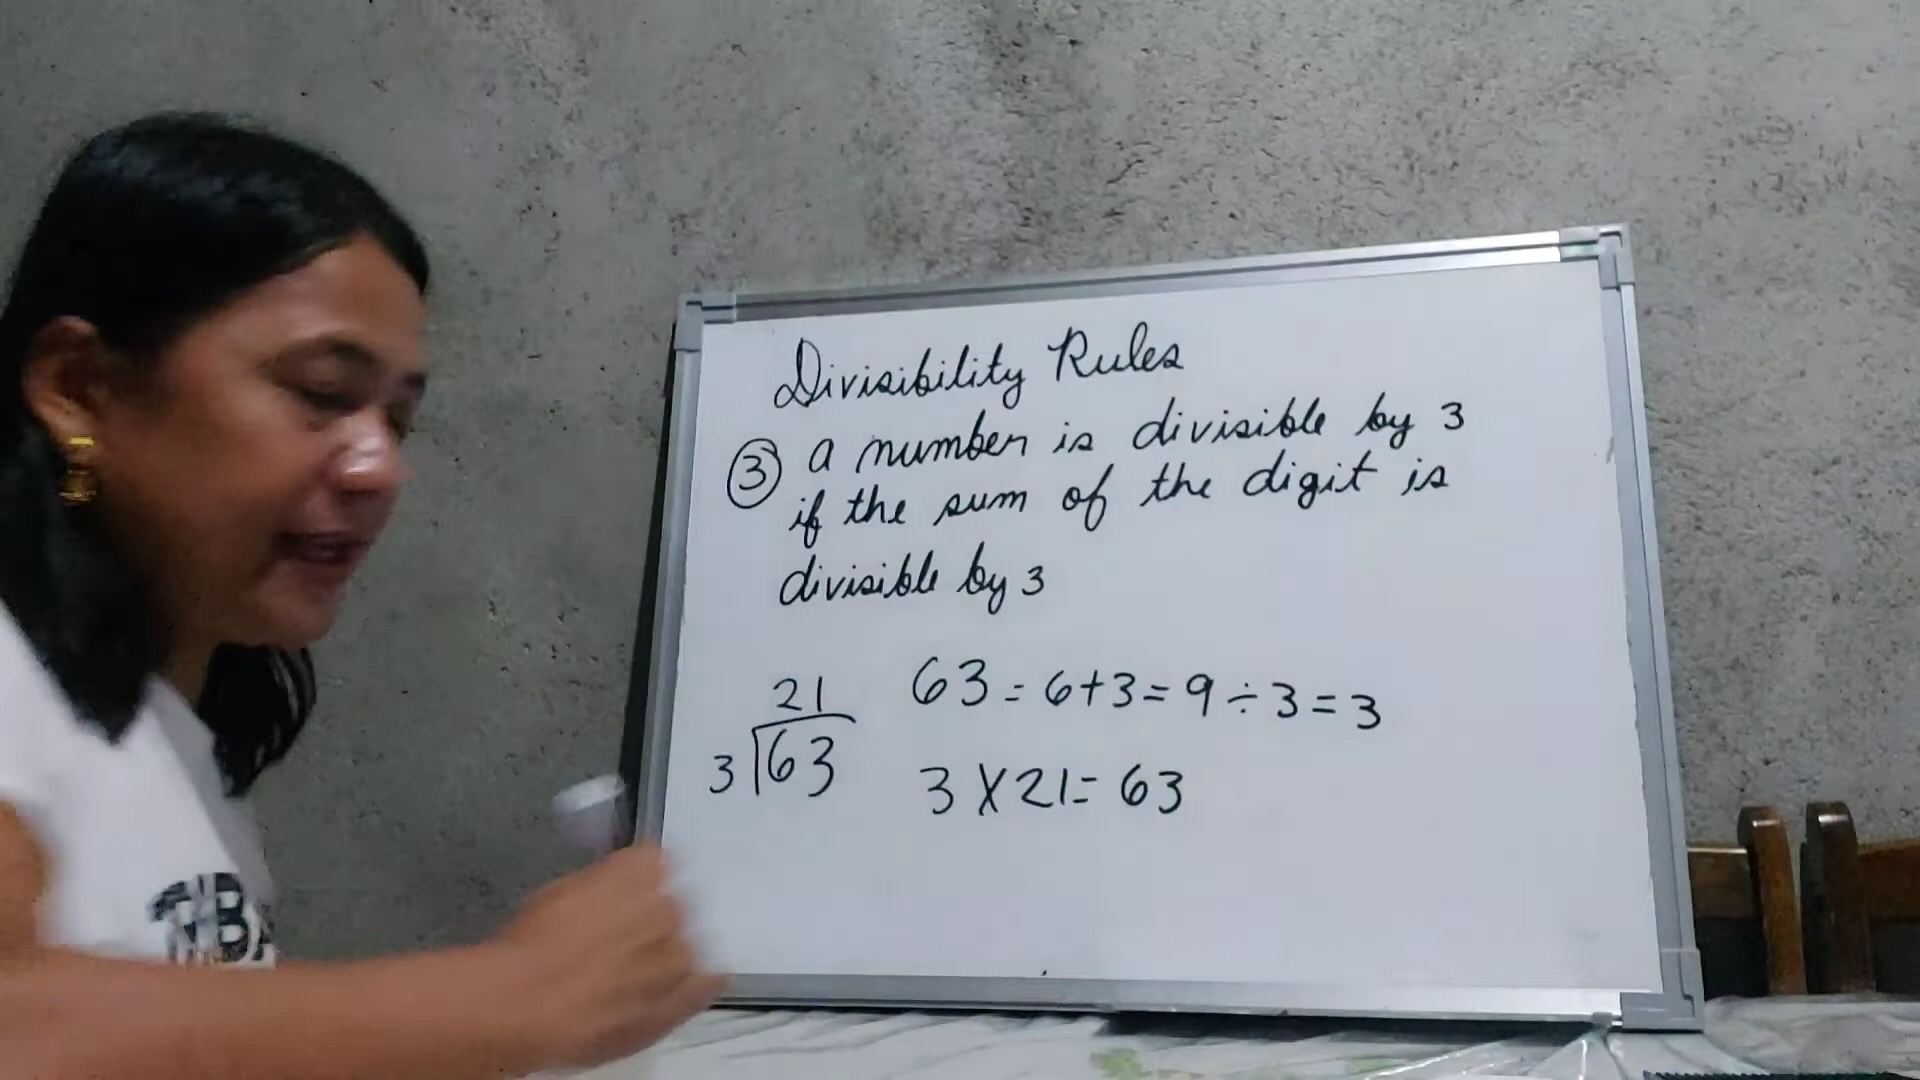 Divisibility Rules
③ a number is divisible by 3
if the sum of the digit is
divisible by 3
21
3 63
63 = 6+3 = 9 ÷ 3 = 3
3 X 21 = 63